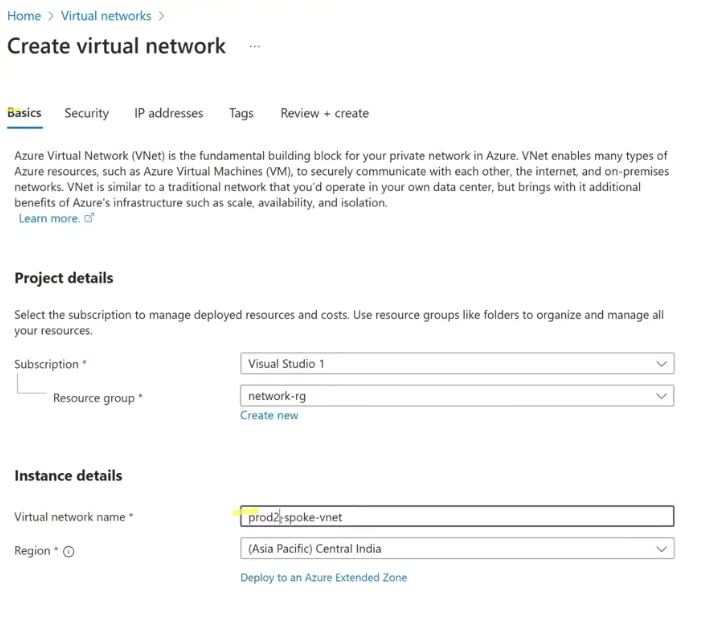 Home > Virtual networks >
Create virtual network ...
Basics Security IP addresses Tags Review + create
Azure Virtual Network (VNet) is the fundamental building block for your private network in Azure. VNet enables many types of
Azure resources, such as Azure Virtual Machines (VM), to securely communicate with each other, the internet, and on-premises
networks. VNet is similar to a traditional network that you'd operate in your own data center, but brings with it additional
benefits of Azure's infrastructure such as scale, availability, and isolation.
Learn more.
Project details
Select the subscription to manage deployed resources and costs. Use resource groups like folders to organize and manage all
your resources.
Subscription * Visual Studio 1
Resource group * network-rg
Create new
Instance details
Virtual network name * prod2-spoke-vnet
Region * (Asia Pacific) Central India
Deploy to an Azure Extended Zone